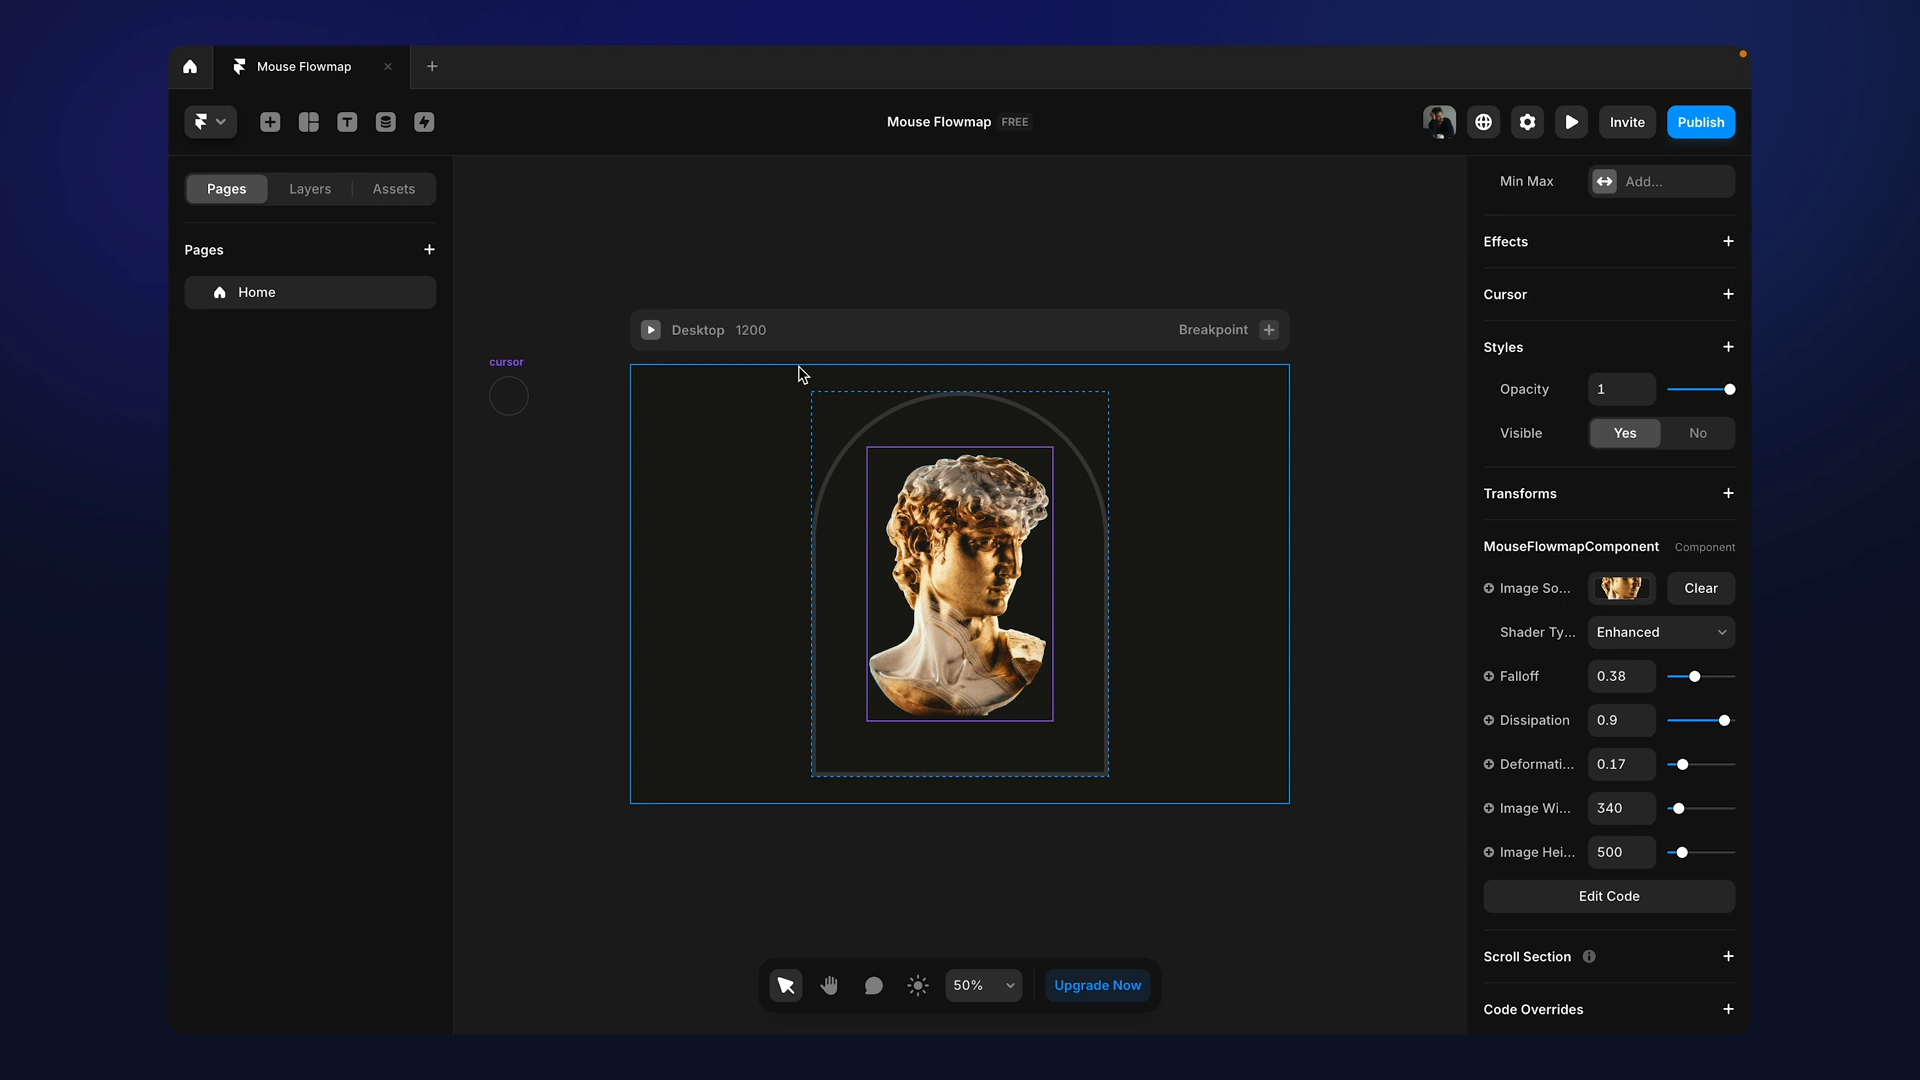 Mouse Flowmap
Mouse Flowmap FREE
Invite
Publish
Pages
Layers
Assets
Pages
Home
cursor
Desktop 1200
Breakpoint
Min Max
Add...
Effects
Cursor
Styles
Opacity
1
Visible
Yes
No
Transforms
MouseFlowmapComponent
Component
Image So...
Clear
Shader Ty...
Enhanced
Falloff
0.38
Dissipation
0.9
Deformati...
0.17
Image Wi...
340
Image Hei...
500
Edit Code
Scroll Section
Code Overrides
50%
Upgrade Now